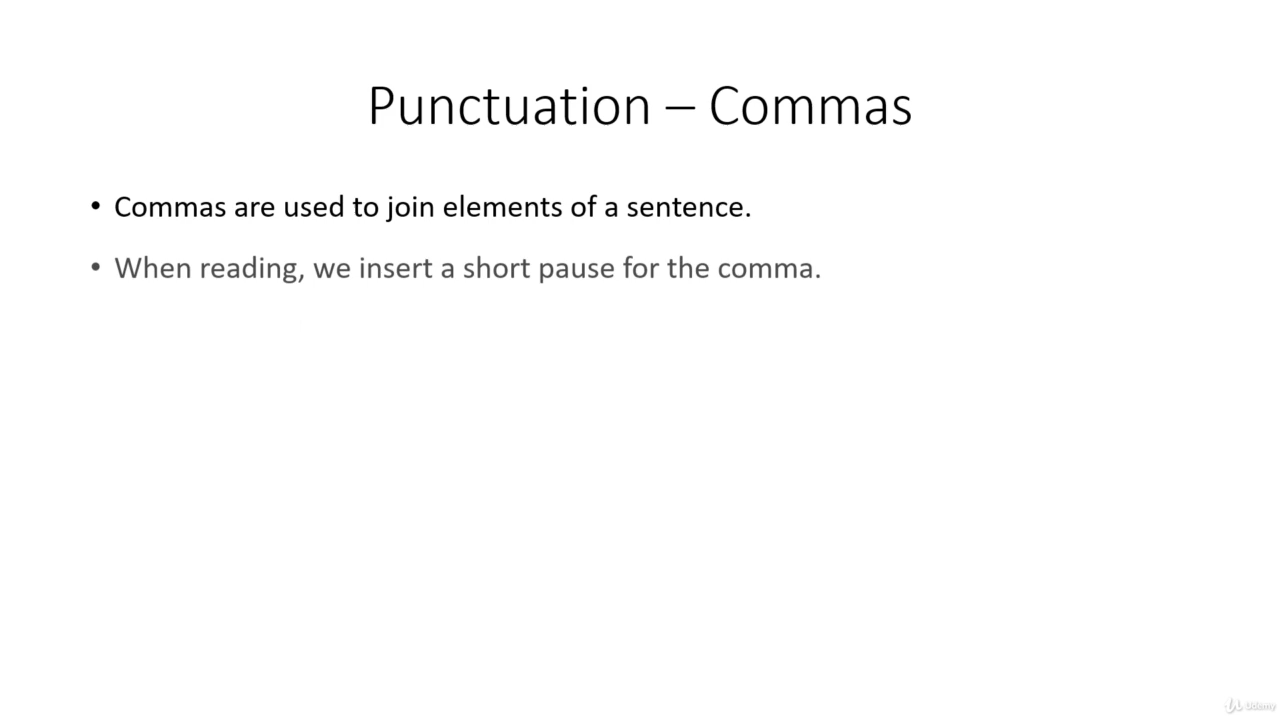 Punctuation – Commas
• Commas are used to join elements of a sentence.
• When reading, we insert a short pause for the comma.
Udemy